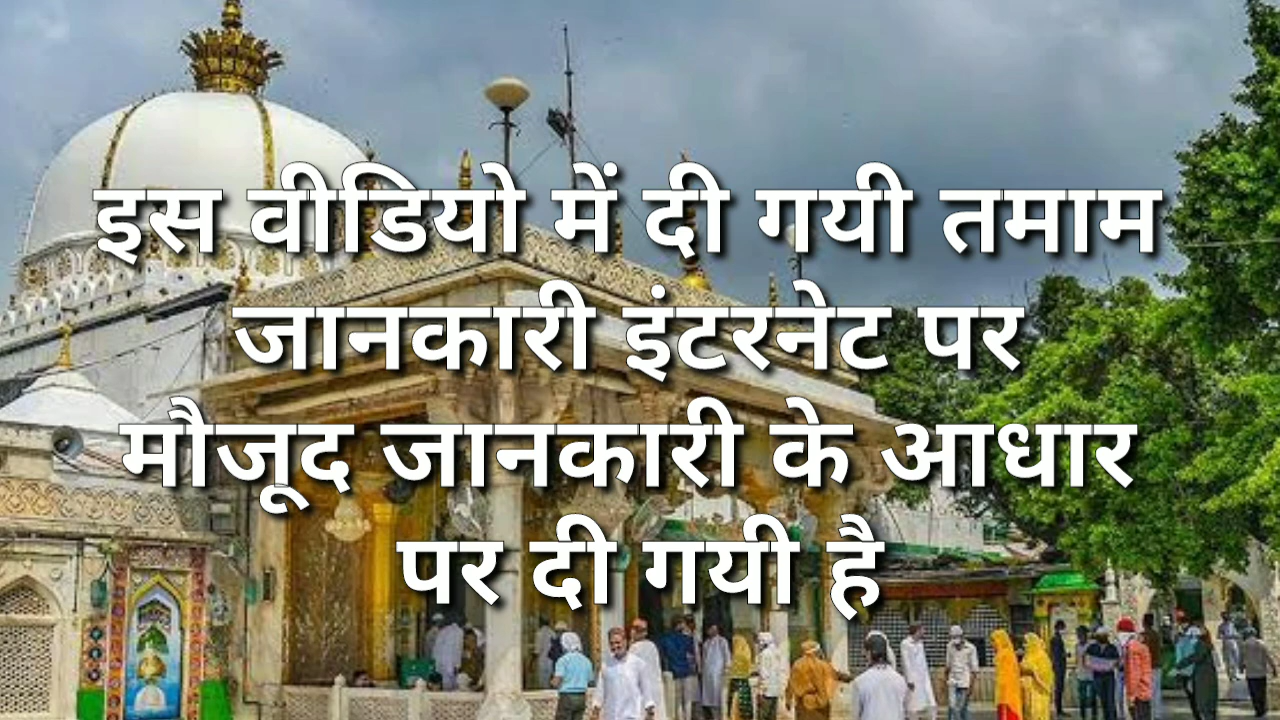 इस वीडियो में दी गयी तमाम
जानकारी इंटरनेट पर
मौजूद जानकारी के आधार
पर दी गयी है